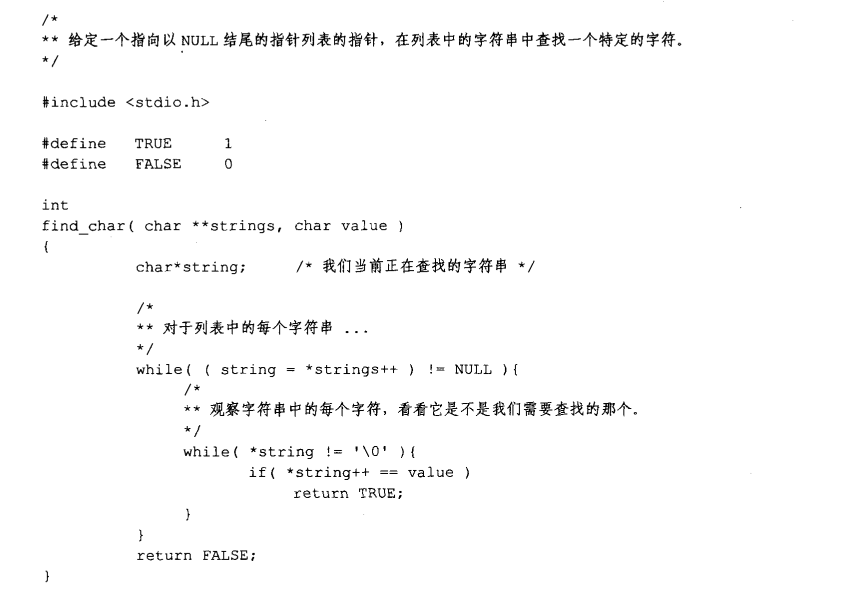 /*
** 给定一个指向以 NULL 结尾的指针列表的指针，在列表中的字符串中查找一个特定的字符。
*/
#include <stdio.h>
#define TRUE 1
#define FALSE 0
int
find_char( char **strings, char value )
{
char*string; /* 我们当前正在查找的字符串 */
/*
** 对于列表中的每个字符串 ...
*/
while( ( string = *strings++ ) != NULL ){
/*
** 观察字符串中的每个字符，看看它是不是我们需要查找的那个。
*/
while( *string != '\0' ){
if( *string++ == value )
return TRUE;
}
}
return FALSE;
}